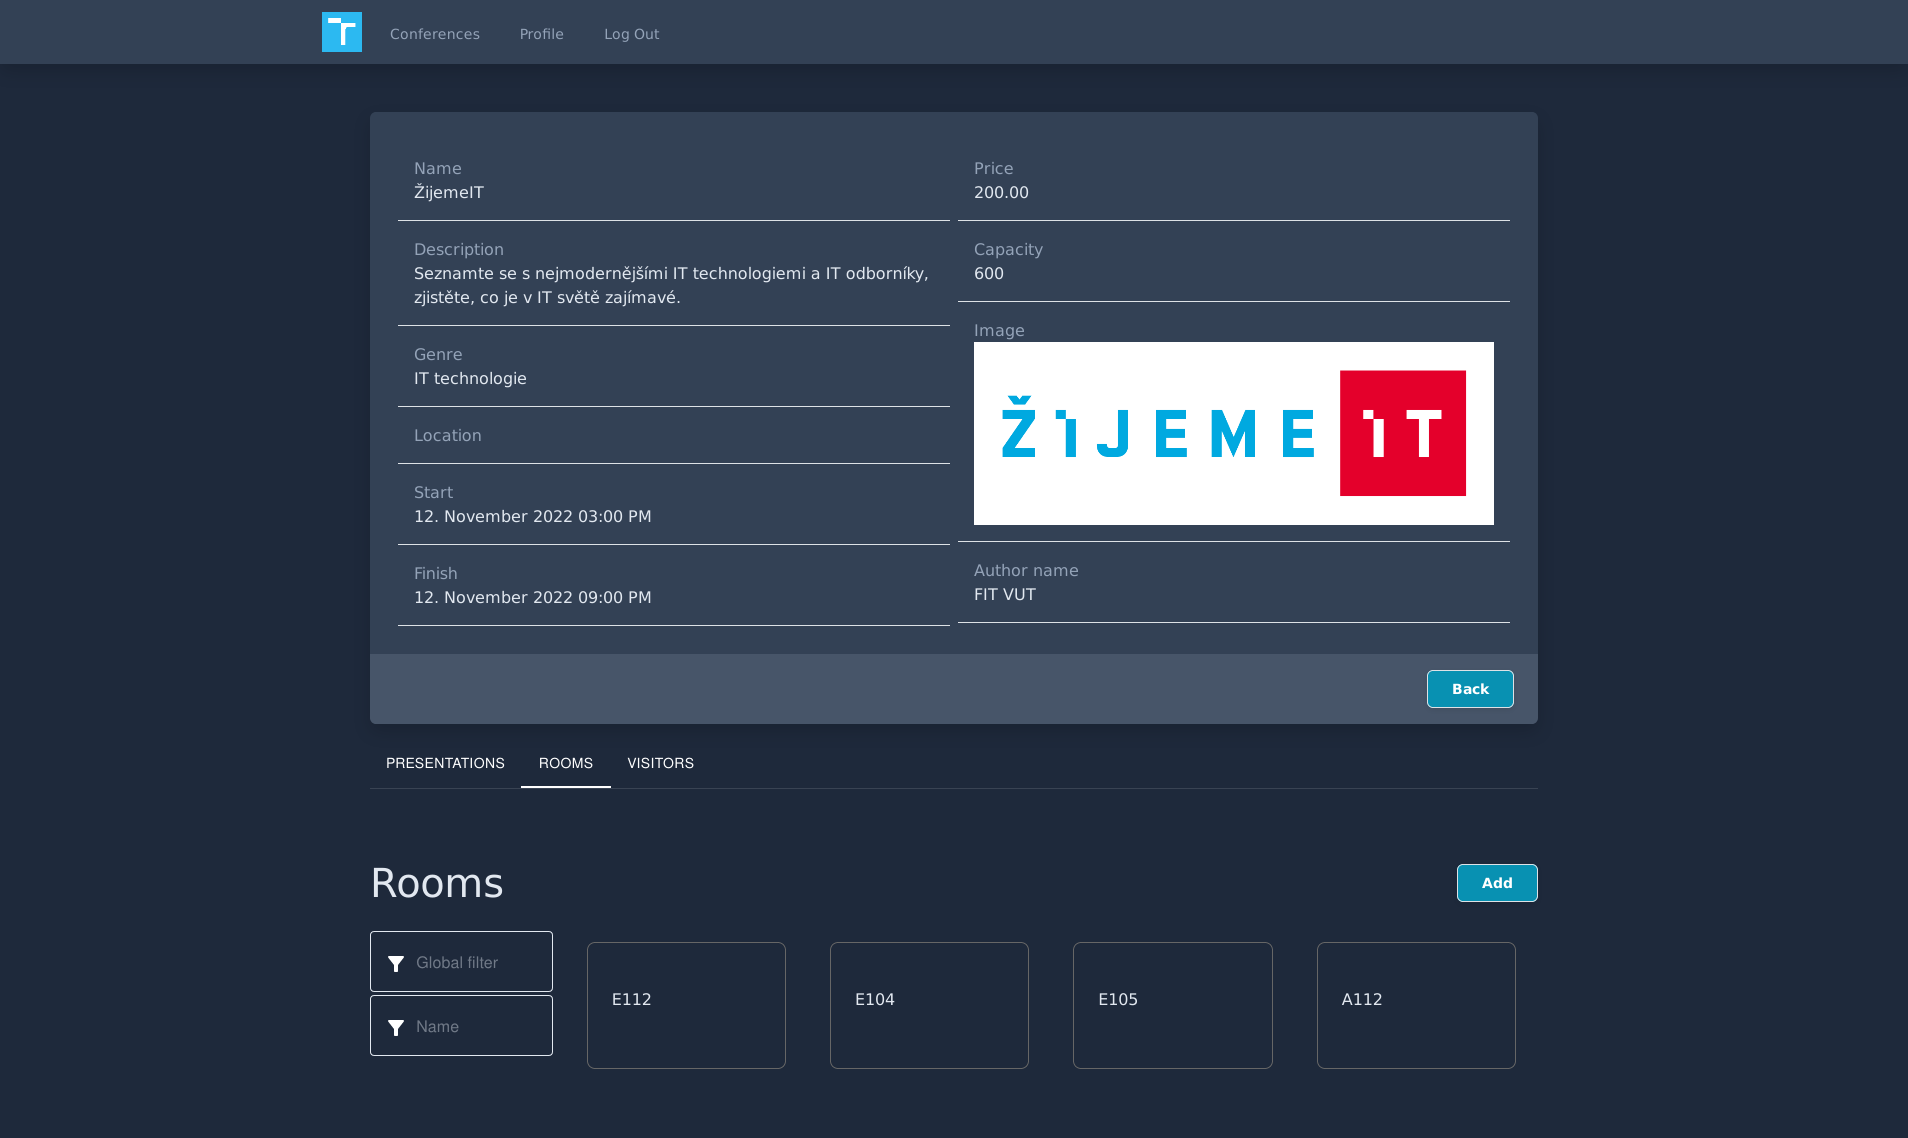 Conferences Profile Log Out
Name
ŽijemeIT
Description
Seznamte se s nejmodernějšími IT technologiemi a IT odborníky,
zjistěte, co je v IT světě zajímavé.
Genre
IT technologie
Location
Start
12. November 2022 03:00 PM
Finish
12. November 2022 09:00 PM
Price
200.00
Capacity
600
Image
ŽIJEME IT
Author name
FIT VUT
Back
PRESENTATIONS ROOMS VISITORS
Rooms
Add
Global filter
Name
E112
E104
E105
A112